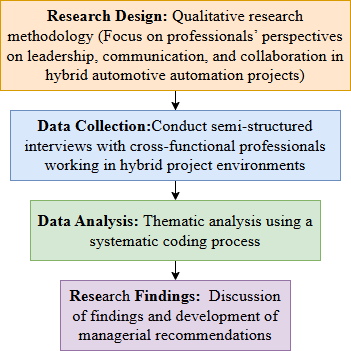 Research Design: Qualitative research
methodology (Focus on professionals' perspectives
on leadership, communication, and collaboration in
hybrid automotive automation projects)
Data Collection:Conduct semi-structured
interviews with cross-functional professionals
working in hybrid project environments
Data Analysis: Thematic analysis using a
systematic coding process
Research Findings: Discussion
of findings and development of
managerial recommendations